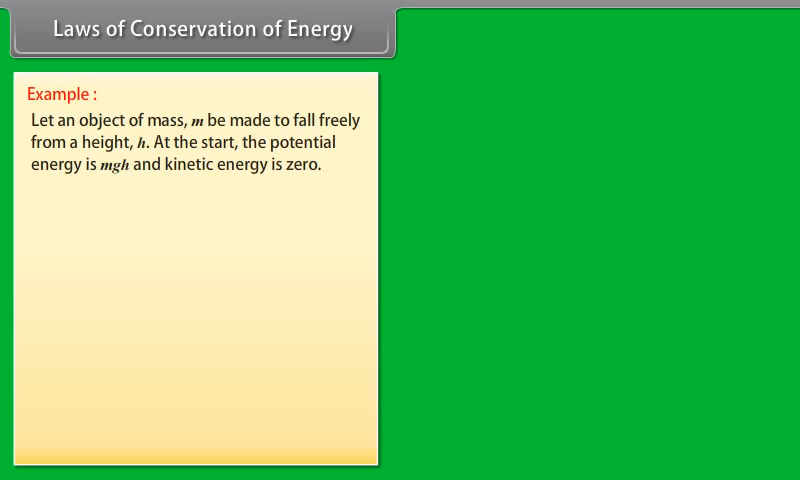 Laws of Conservation of Energy
Example :
Let an object of mass, m be made to fall freely
from a height, h. At the start, the potential
energy is mgh and kinetic energy is zero.